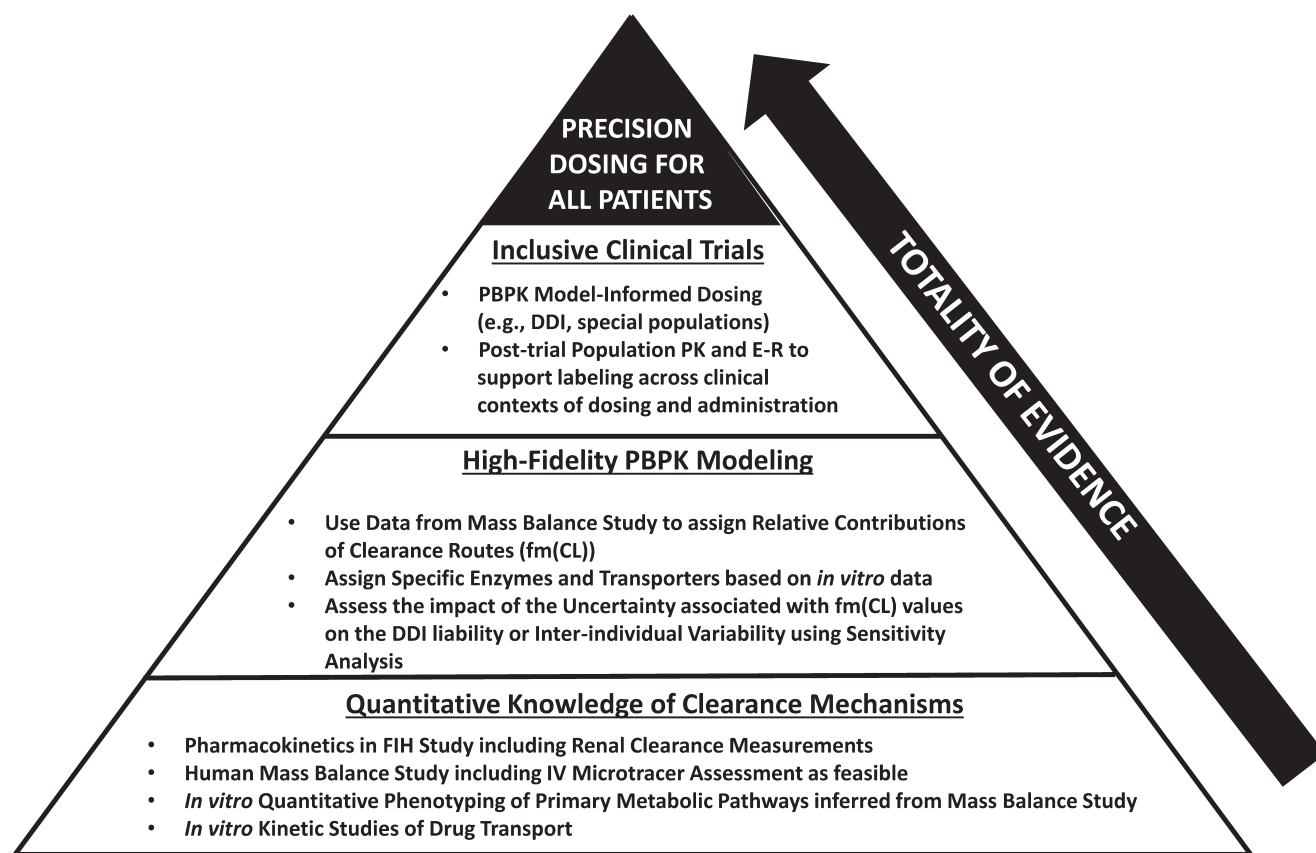 PRECISION
DOSING FOR
ALL PATIENTS
Inclusive Clinical Trials
• PBPK Model-Informed Dosing
(e.g., DDI, special populations)
• Post-trial Population PK and E-R to
support labeling across clinical
contexts of dosing and administration
High-Fidelity PBPK Modeling
• Use Data from Mass Balance Study to assign Relative Contributions
of Clearance Routes (fm(CL))
• Assign Specific Enzymes and Transporters based on in vitro data
• Assess the impact of the Uncertainty associated with fm(CL) values
on the DDI liability or Inter-individual Variability using Sensitivity
Analysis
Quantitative Knowledge of Clearance Mechanisms
• Pharmacokinetics in FIH Study including Renal Clearance Measurements
• Human Mass Balance Study including IV Microtracer Assessment as feasible
• In vitro Quantitative Phenotyping of Primary Metabolic Pathways inferred from Mass Balance Study
• In vitro Kinetic Studies of Drug Transport
TOTALITY OF EVIDENCE